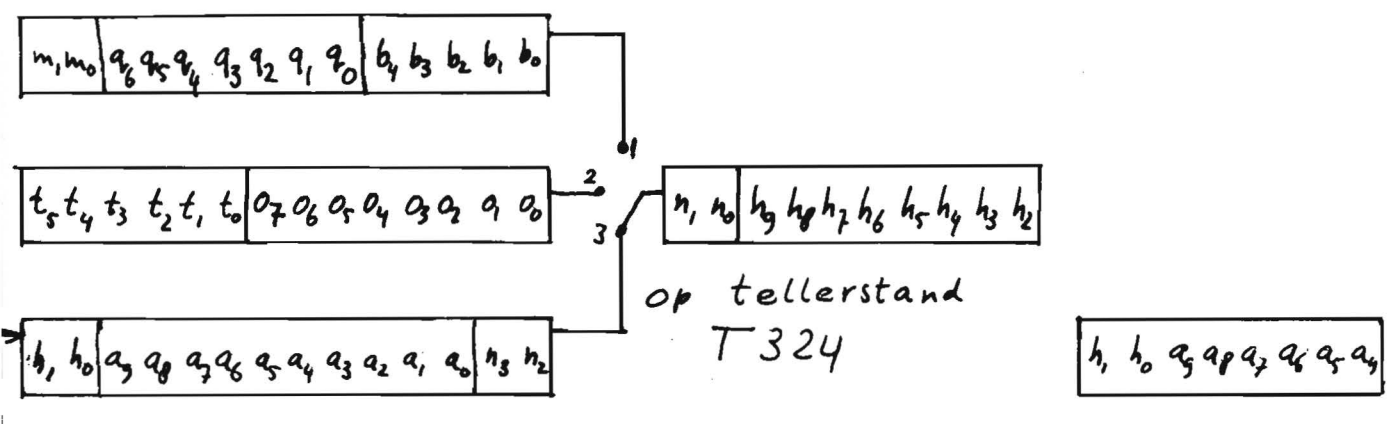 m₁ m₀ q₆ q₅ q₄ q₃ q₂ q₁ q₀ b₄ b₃ b₂ b₁ b₀
1
t₅ t₄ t₃ t₂ t₁ t₀ o₇ o₆ o₅ o₄ o₃ o₂ o₁ o₀ 2 n₁ n₀ h₉ h₈ h₇ h₆ h₅ h₄ h₃ h₂
3
op tellerstand
T324
h₁ h₀ a₉ a₈ a₇ a₆ a₅ a₄ a₃ a₂ a₁ a₀ n₃ n₂ h₁ h₀ a₉ a₈ a₇ a₆ a₅ a₄